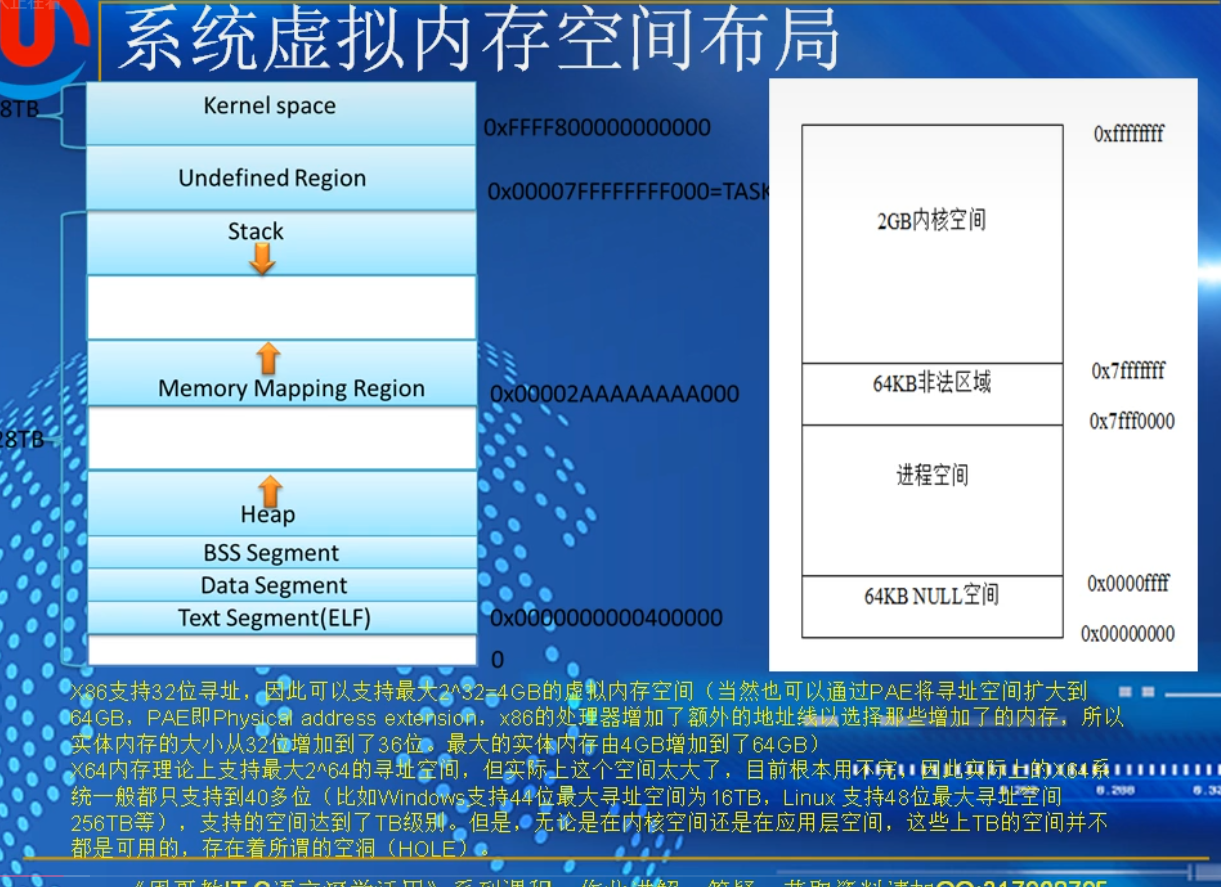 系统虚拟内存空间布局
8TB
Kernel space
0xFFFF800000000000
Undefined Region
0x00007FFFFFFFF000=TASK
Stack
Memory Mapping Region
0x00002AAAAAAAA000
28TB
Heap
BSS Segment
Data Segment
Text Segment(ELF)
0x0000000000400000
0
0xffffffff
2GB内核空间
0x7fffffff
64KB非法区域
0x7fff0000
进程空间
0x0000ffff
64KB NULL空间
0x00000000
X86支持32位寻址，因此可以支持最大2^32=4GB的虚拟内存空间（当然也可以通过PAE将寻址空间扩大到
64GB，PAE即Physical address extension，x86的处理器增加了额外的地址线以选择那些增加了的内存，所以
实体内存的大小从32位增加到了36位。最大的实体内存由4GB增加到了64GB）
X64内存理论上支持最大2^64的寻址空间，但实际上这个空间太大了，目前根本用不完，因此实际上的X64系
统一般都只支持到40多位（比如Windows支持44位最大寻址空间为16TB，Linux 支持48位最大寻址空间
256TB等），支持的空间达到了TB级别。但是，无论是在内核空间还是在应用层空间，这些上TB的空间并不
都是可用的，存在着所谓的空洞（HOLE）。